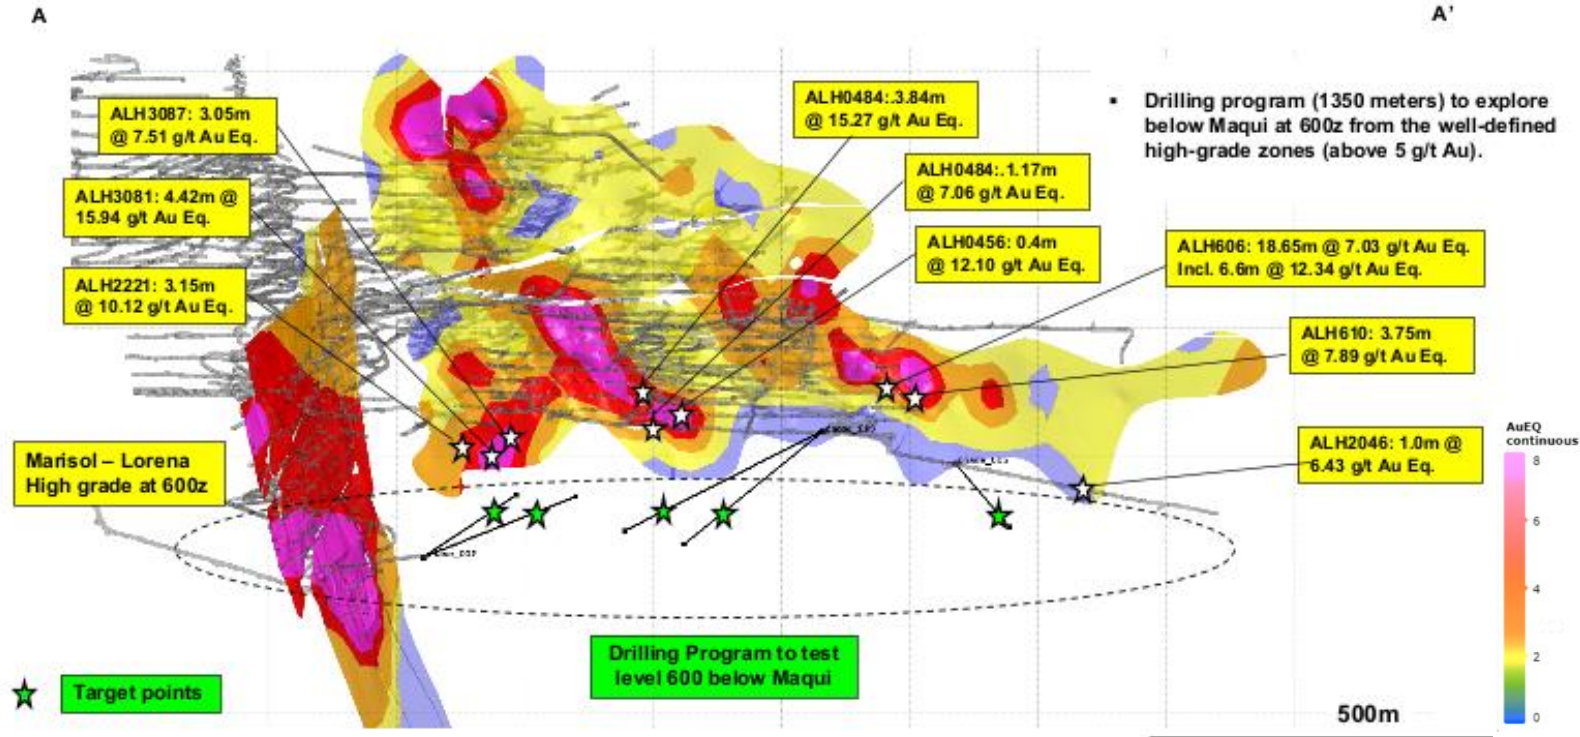 A
A'
ALH3087: 3.05m
@ 7.51 g/t Au Eq.
ALH3081: 4.42m @
15.94 g/t Au Eq.
ALH2221: 3.15m
@ 10.12 g/t Au Eq.
Marisol – Lorena
High grade at 600z
ALH0484:.3.84m
@ 15.27 g/t Au Eq.
ALH0484:.1.17m
@ 7.06 g/t Au Eq.
ALH0456: 0.4m
@ 12.10 g/t Au Eq.
▪ Drilling program (1350 meters) to explore
below Maqui at 600z from the well-defined
high-grade zones (above 5 g/t Au).
ALH606: 18.65m @ 7.03 g/t Au Eq.
Incl. 6.6m @ 12.34 g/t Au Eq.
ALH610: 3.75m
@ 7.89 g/t Au Eq.
ALH2046: 1.0m @
6.43 g/t Au Eq.
AuEQ
continuous
8
6
4
2
0
Drilling Program to test
level 600 below Maqui
Target points
500m